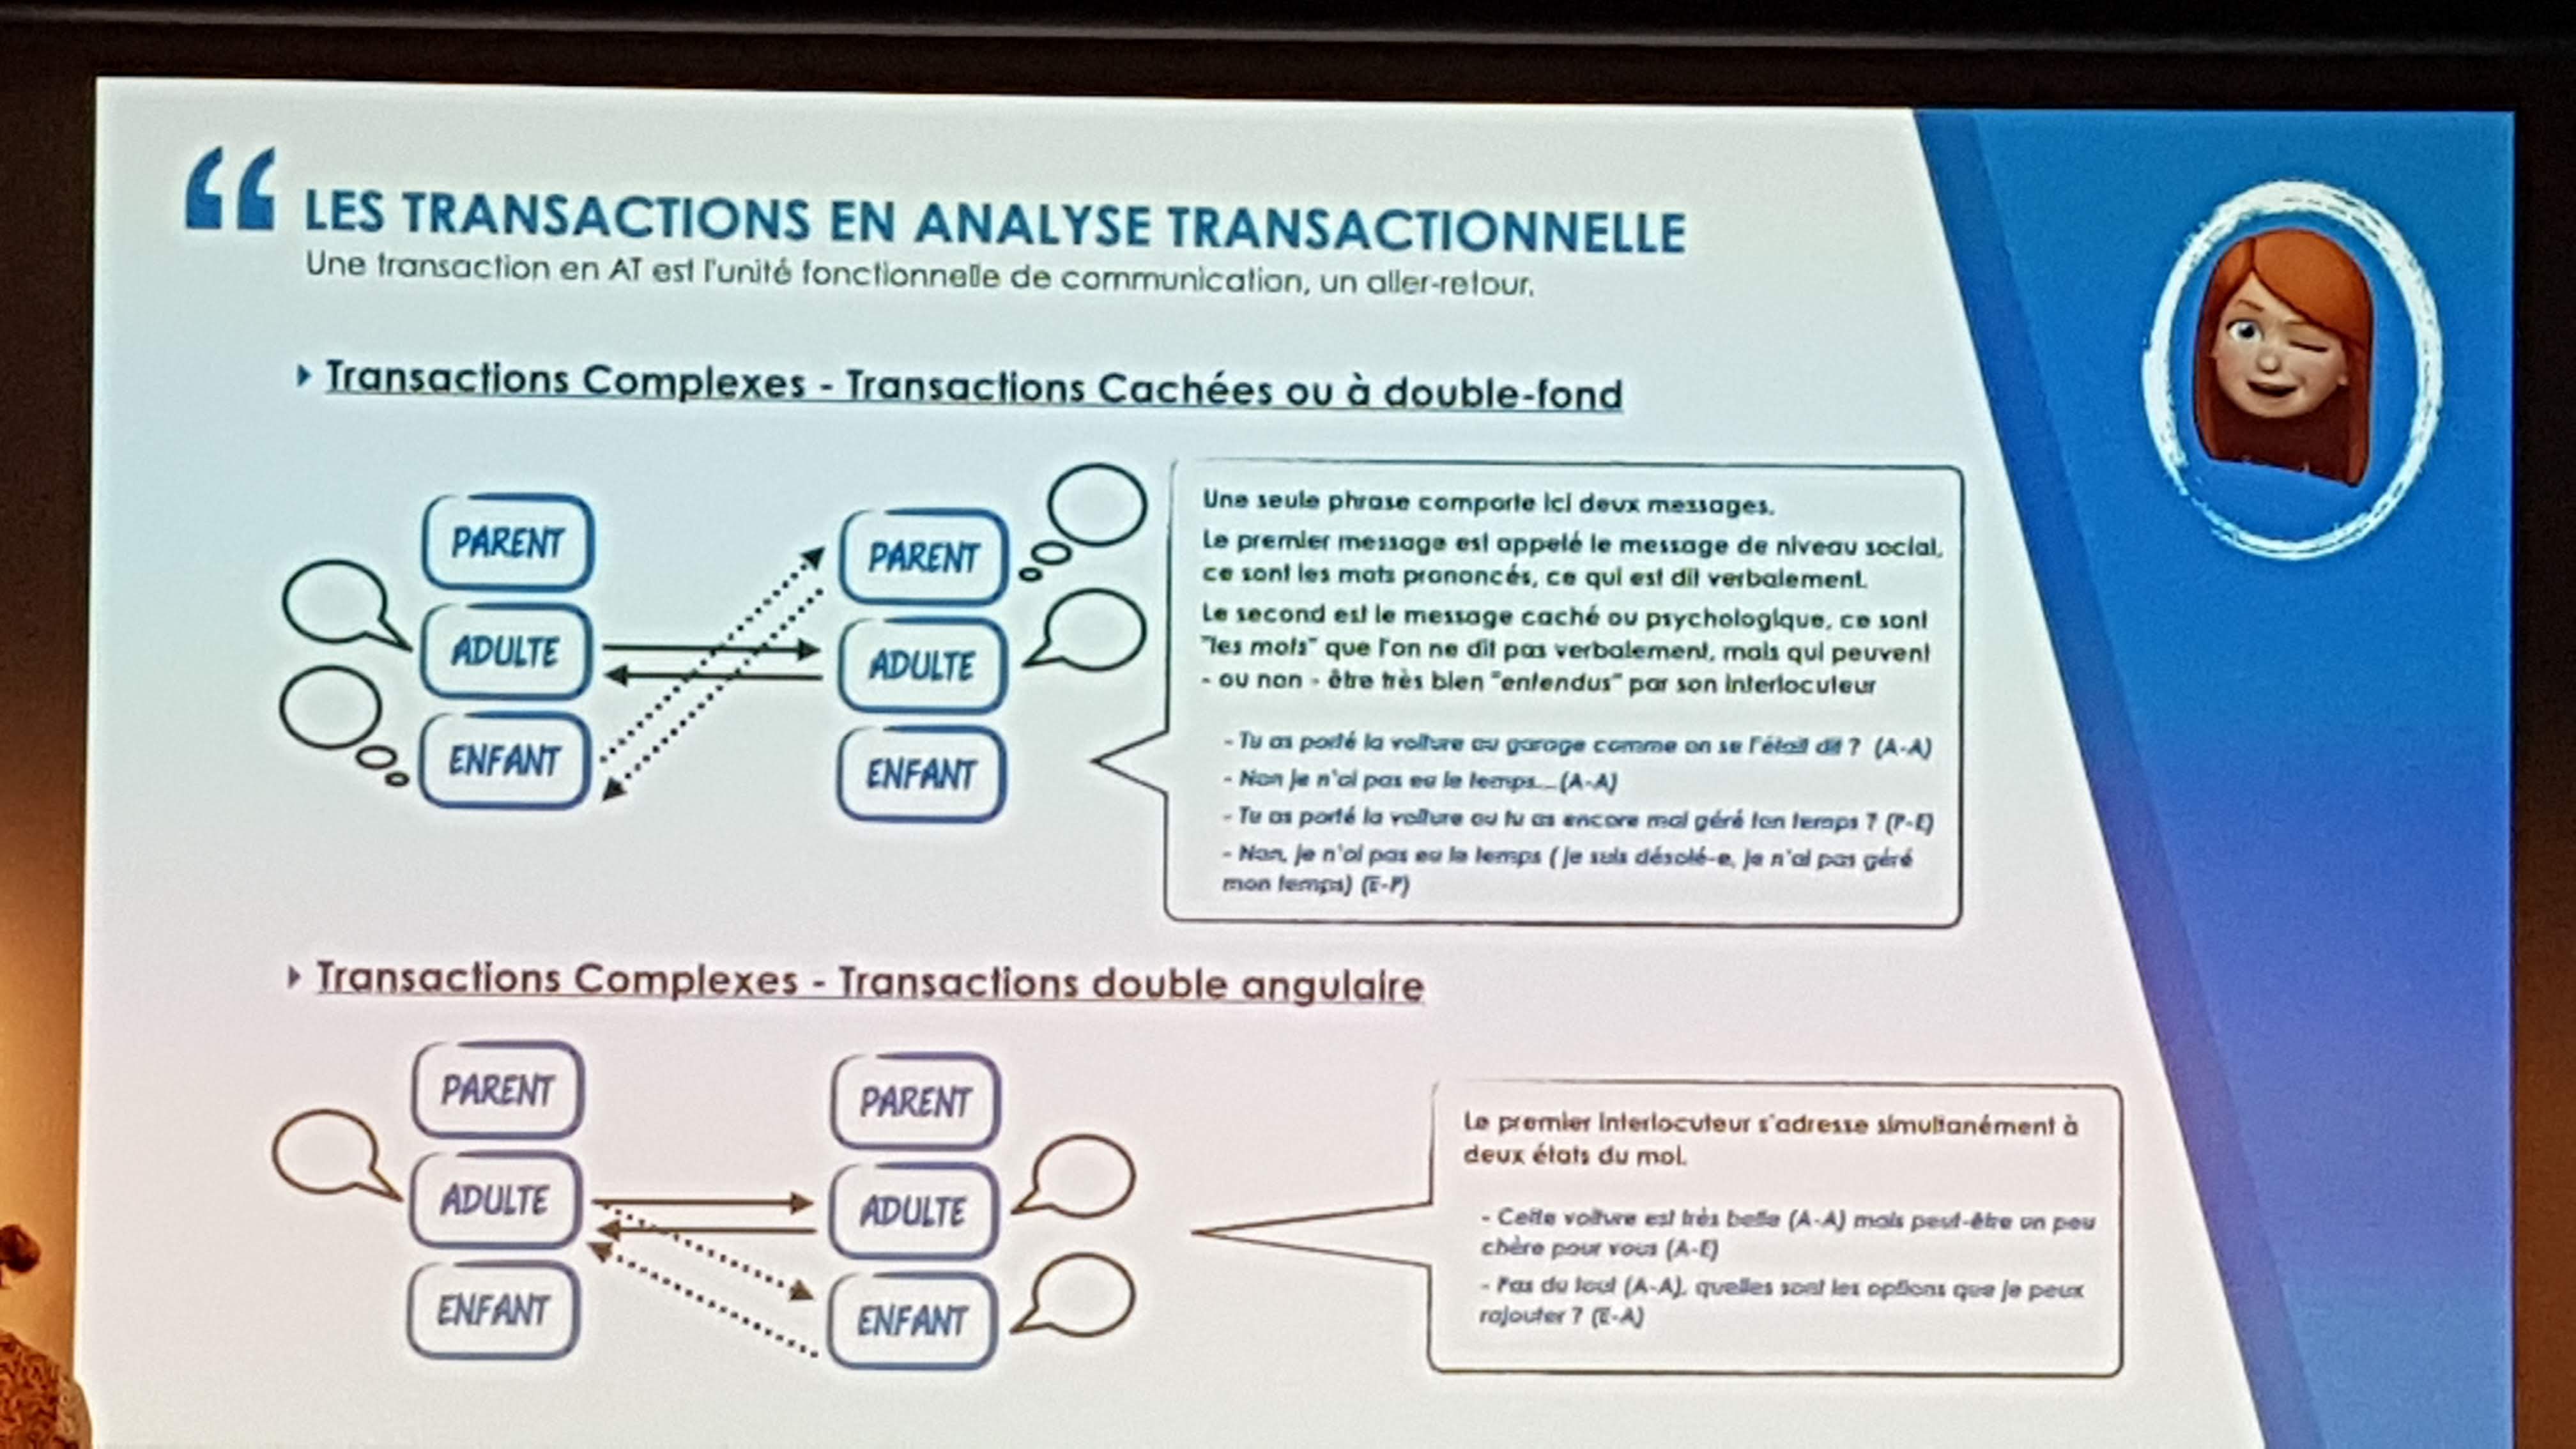 “ LES TRANSACTIONS EN ANALYSE TRANSACTIONNELLE
Une transaction en AT est l'unité fonctionnelle de communication, un aller-retour.
Transactions Complexes - Transactions Cachées ou à double-fond
PARENT
ADULTE
ENFANT
PARENT
ADULTE
ENFANT
Une seule phrase comporte ici deux messages.
Le premier message est appelé le message de niveau social,
ce sont les mots prononcés, ce qui est dit verbalement.
Le second est le message caché ou psychologique, ce sont
"les mots" que l'on ne dit pas verbalement, mais qui peuvent
- ou non - être très bien "entendus" par son interlocuteur
- Tu as porté la voiture au garage comme on se l'était dit ? (A-A)
- Non je n'ai pas eu le temps... (A-A)
- Tu as porté la voiture ou tu as encore mal géré ton temps ? (P-E)
- Non, je n'ai pas eu le temps ( je suis désolé-e, je n'ai pas géré
mon temps) (E-P)
Transactions Complexes - Transactions double angulaire
PARENT
ADULTE
ENFANT
PARENT
ADULTE
ENFANT
Le premier interlocuteur s'adresse simultanément à
deux états du moi.
- Cette voiture est très belle (A-A) mais peut-être un peu
chère pour vous (A-E)
- Pas du tout (A-A), quelles sont les options que je peux
rajouter ? (E-A)